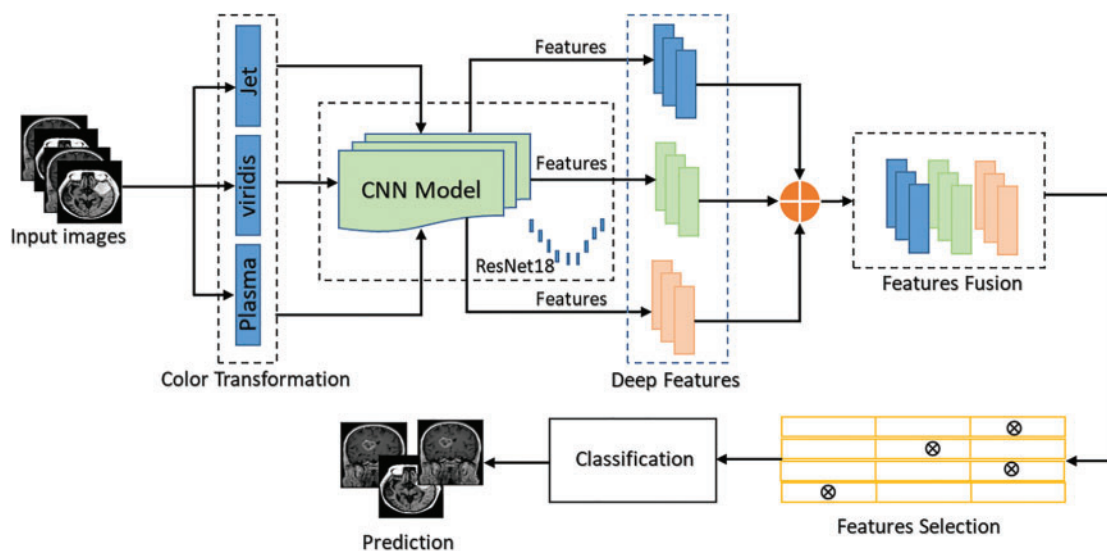 Input images
Jet
viridis
Plasma
Color Transformation
CNN Model
ResNet18
Features
Features
Features
Deep Features
Features Fusion
Features Selection
Classification
Prediction